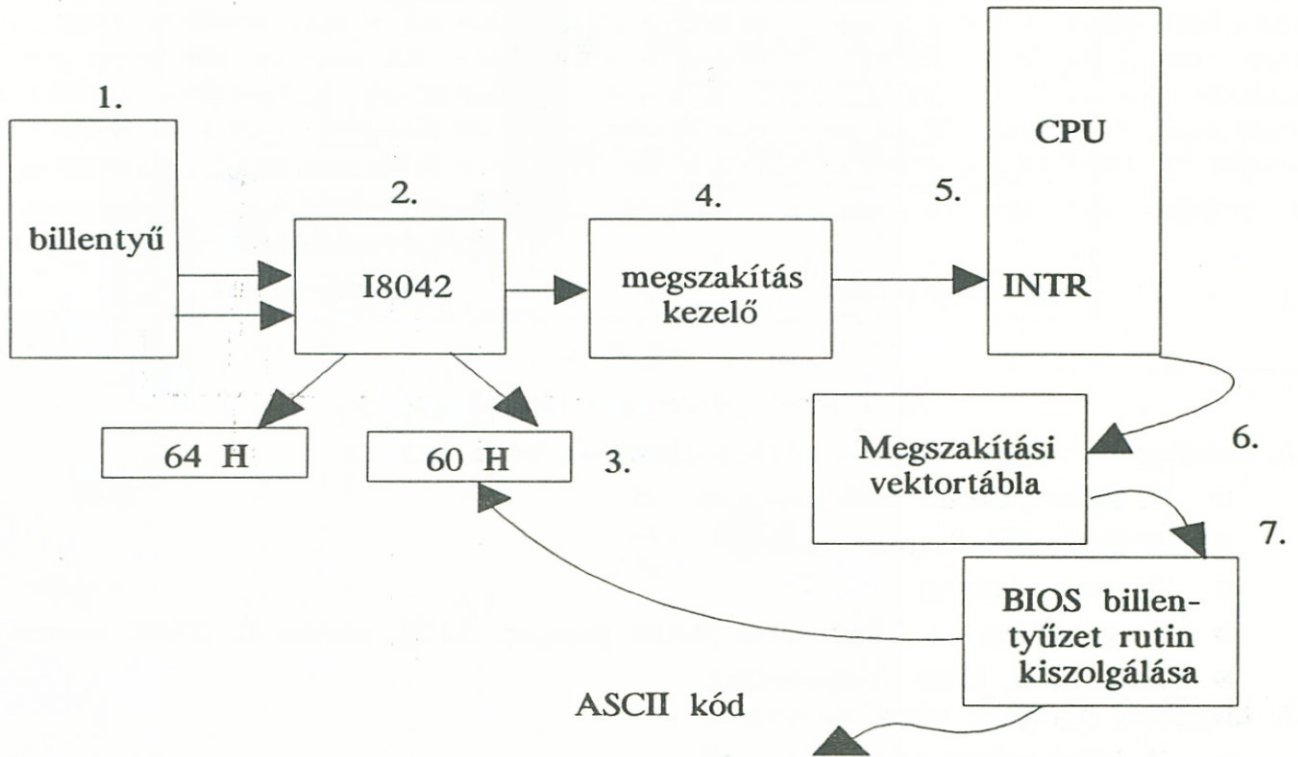 1.
billentyű
2.
I8042
4.
megszakítás
kezelő
5.
CPU
INTR
64 H
60 H
3.
Megszakítási
vektortábla
6.
7.
BIOS billen-
tyűzet rutin
kiszolgálása
ASCII kód